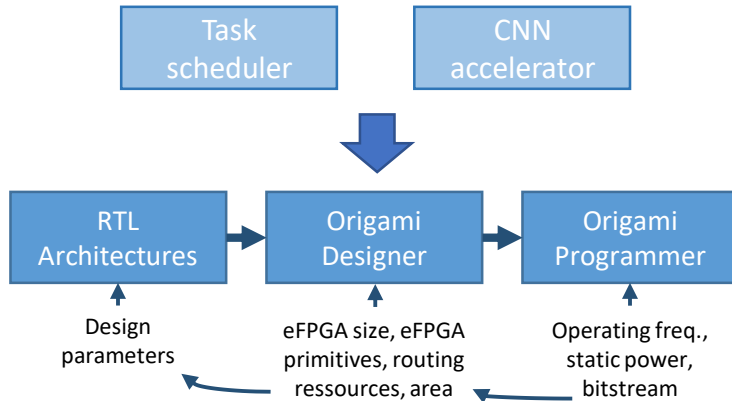 Task
scheduler
CNN
accelerator
RTL
Architectures
Origami
Designer
Origami
Programmer
Design
parameters
eFPGA size, eFPGA
primitives, routing
ressources, area
Operating freq.,
static power,
bitstream